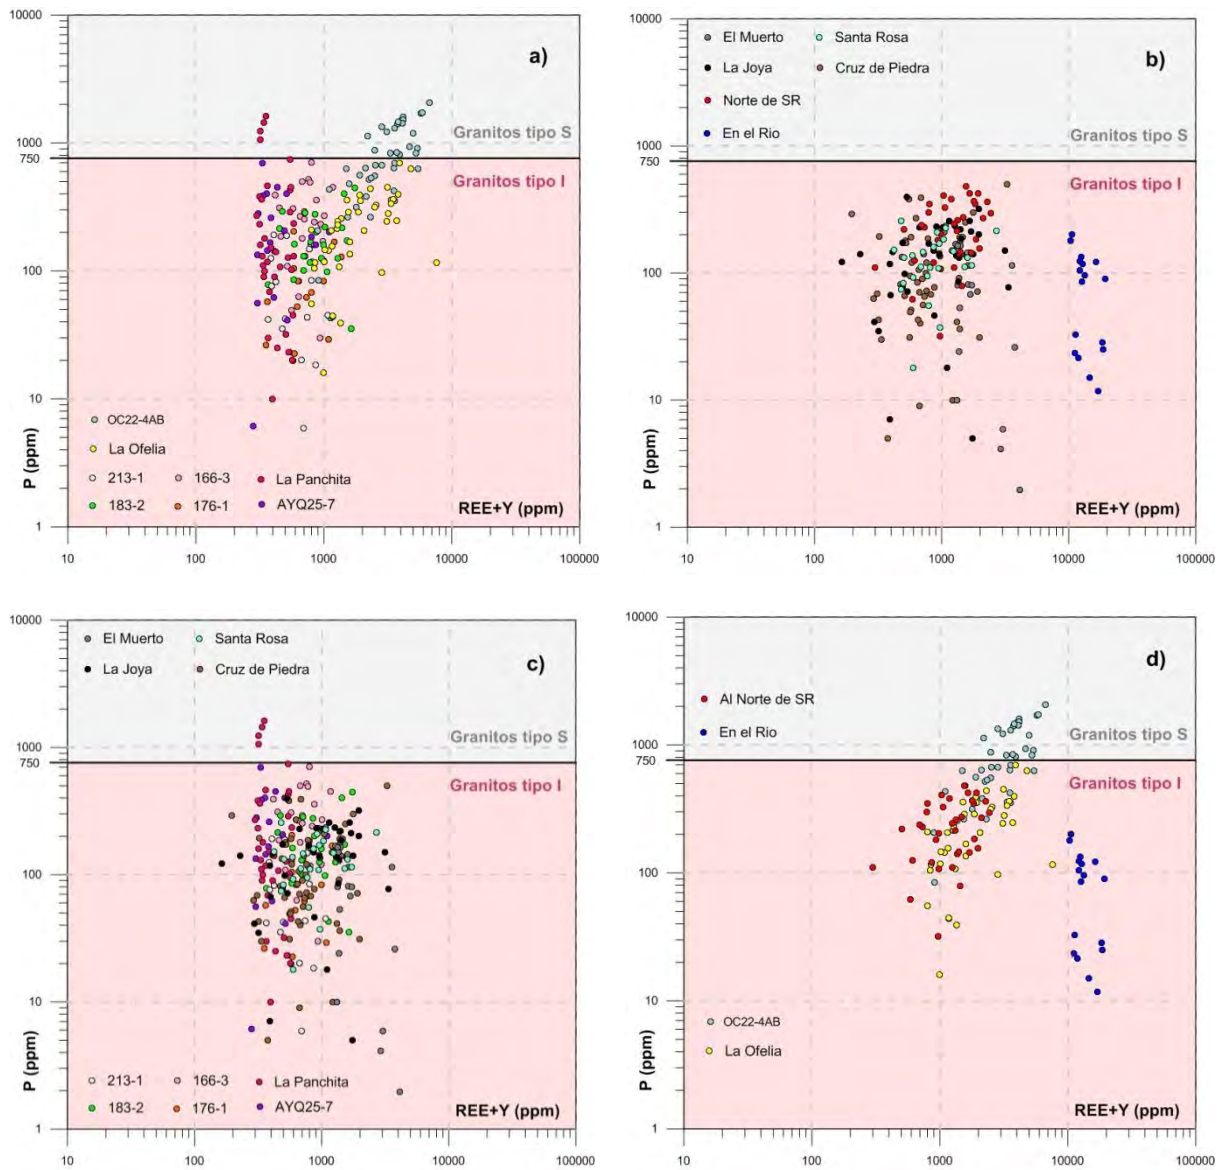 10000
a)
Granitos tipo S
1000
750
Granitos tipo I
100
10
OC22-4AB
La Ofelia
213-1 166-3 La Panchita
183-2 176-1 AYQ25-7
P (ppm)
REE+Y (ppm)
1
10 100 1000 10000 100000
10000
El Muerto Santa Rosa
b)
La Joya Cruz de Piedra
Norte de SR
En el Rio
Granitos tipo S
1000
750
Granitos tipo I
100
10
P (ppm)
REE+Y (ppm)
1
10 100 1000 10000 100000
10000
El Muerto Santa Rosa
La Joya Cruz de Piedra
c)
Granitos tipo S
1000
750
Granitos tipo I
100
10
213-1 166-3 La Panchita
183-2 176-1 AYQ25-7
P (ppm)
REE+Y (ppm)
1
10 100 1000 10000 100000
10000
d)
Al Norte de SR
En el Rio
Granitos tipo S
1000
750
Granitos tipo I
100
10
OC22-4AB
La Ofelia
P (ppm)
REE+Y (ppm)
1
10 100 1000 10000 100000